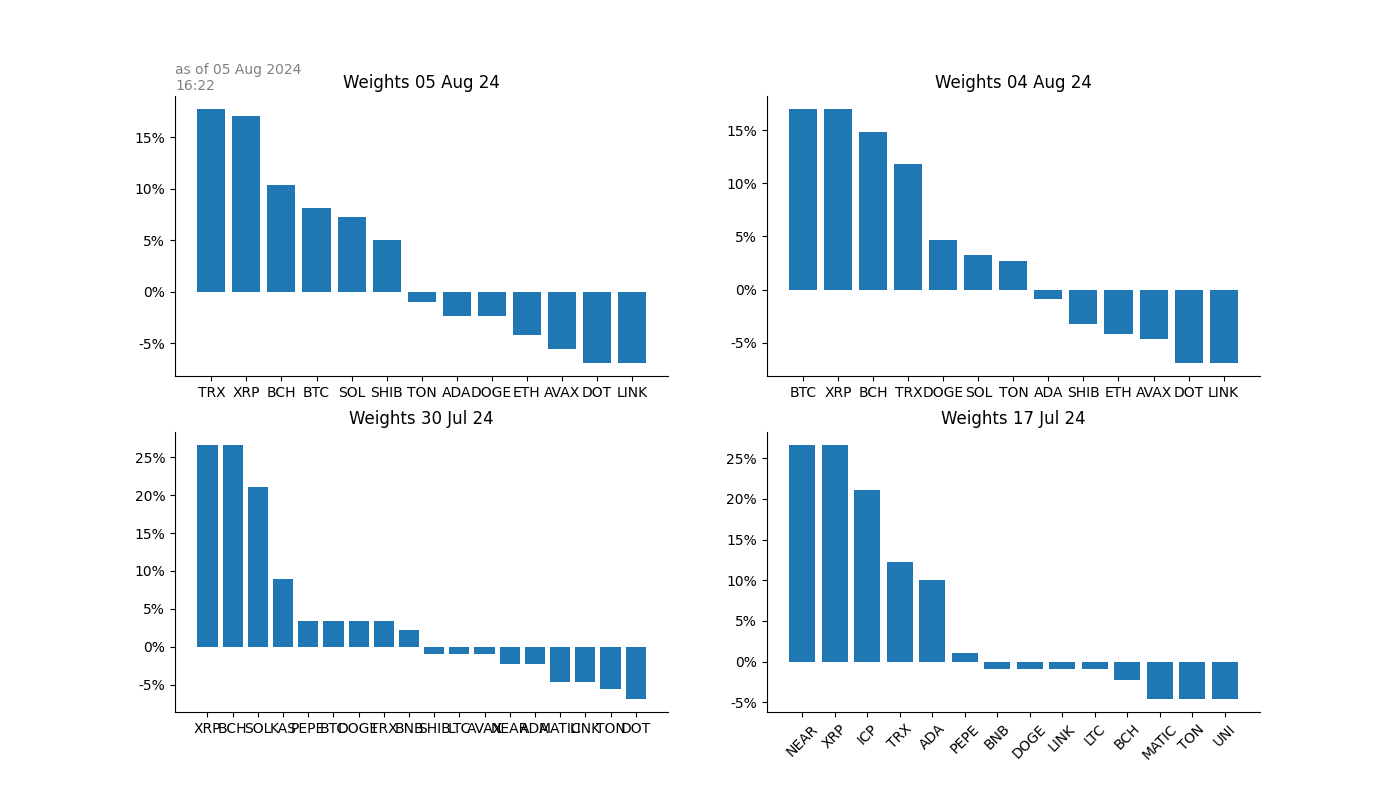 as of 05 Aug 2024
16:22
Weights 05 Aug 24
15%
10%
5%
0%
-5%
TRX XRP BCH BTC SOL SHIB TON ADA DOGE ETH AVAX DOT LINK
Weights 04 Aug 24
15%
10%
5%
0%
-5%
BTC XRP BCH TRX DOGE SOL TON ADA SHIB ETH AVAX DOT LINK
Weights 30 Jul 24
25%
20%
15%
10%
5%
0%
-5%
XRP BCH SOL KAS PEPE BTC DOGE TRX BNB SHIB LTC AVAX NEAR ADA MATIC LINK TON DOT
Weights 17 Jul 24
25%
20%
15%
10%
5%
0%
-5%
NEAR XRP ICP TRX ADA PEPE BNB DOGE LINK LTC BCH MATIC TON UNI